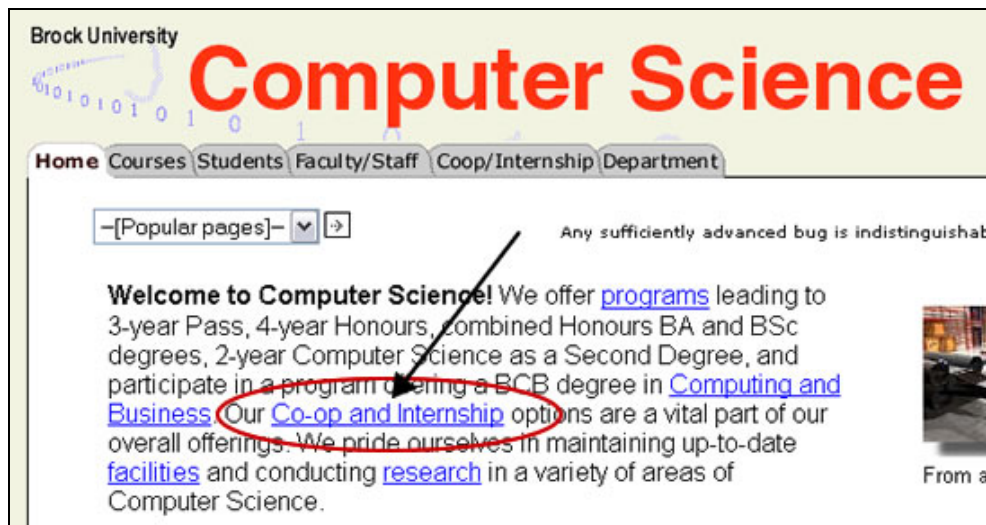 Brock University
Computer Science
Home Courses Students Faculty/Staff Coop/Internship Department
–[Popular pages]–
Any sufficiently advanced bug is
Welcome to Computer Science! We offer programs leading to
3-year Pass, 4-year Honours, combined Honours BA and BSc
degrees, 2-year Computer Science as a Second Degree, and
participate in a program offering a BCB degree in Computing and
Business. Our Co-op and Internship options are a vital part of our
overall offerings. We pride ourselves in maintaining up-to-date
facilities and conducting research in a variety of areas of
Computer Science.
From a